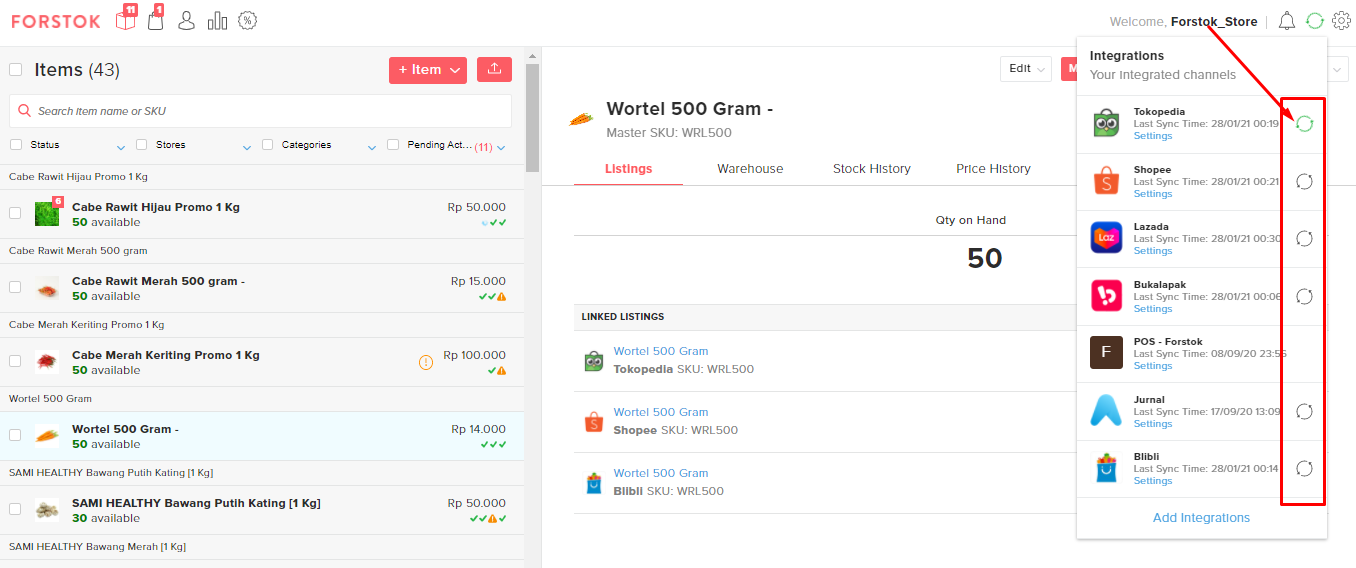 FORSTOK
11
1
Welcome, Forstok_Store
Items (43)
+ Item
Search Item name or SKU
Status
Stores
Categories
Pending Act... (11)
Cabe Rawit Hijau Promo 1 Kg
6
Cabe Rawit Hijau Promo 1 Kg
Rp 50.000
50 available
Cabe Rawit Merah 500 gram
Cabe Rawit Merah 500 gram -
Rp 15.000
50 available
Cabe Merah Keriting Promo 1 Kg
Cabe Merah Keriting Promo 1 Kg
Rp 100.000
50 available
Wortel 500 Gram
Wortel 500 Gram -
Rp 14.000
50 available
SAMI HEALTHY Bawang Putih Kating [1 Kg]
SAMI HEALTHY Bawang Putih Kating [1 Kg]
Rp 50.000
30 available
SAMI HEALTHY Bawang Merah [1 Kg]
Edit
M
Wortel 500 Gram -
Master SKU: WRL500
Listings
Warehouse
Stock History
Price History
Qty on Hand
50
LINKED LISTINGS
Wortel 500 Gram
Tokopedia SKU: WRL500
Wortel 500 Gram
Shopee SKU: WRL500
Wortel 500 Gram
Blibli SKU: WRL500
Integrations
Your integrated channels
Tokopedia
Last Sync Time: 28/01/21 00:19
Settings
Shopee
Last Sync Time: 28/01/21 00:21
Settings
Laz
Lazada
Last Sync Time: 28/01/21 00:30
Settings
Bukalapak
Last Sync Time: 28/01/21 00:06
Settings
F
POS - Forstok
Last Sync Time: 08/09/20 23:56
Settings
Jurnal
Last Sync Time: 17/09/20 13:09
Settings
Blibli
Last Sync Time: 28/01/21 00:14
Settings
Add Integrations